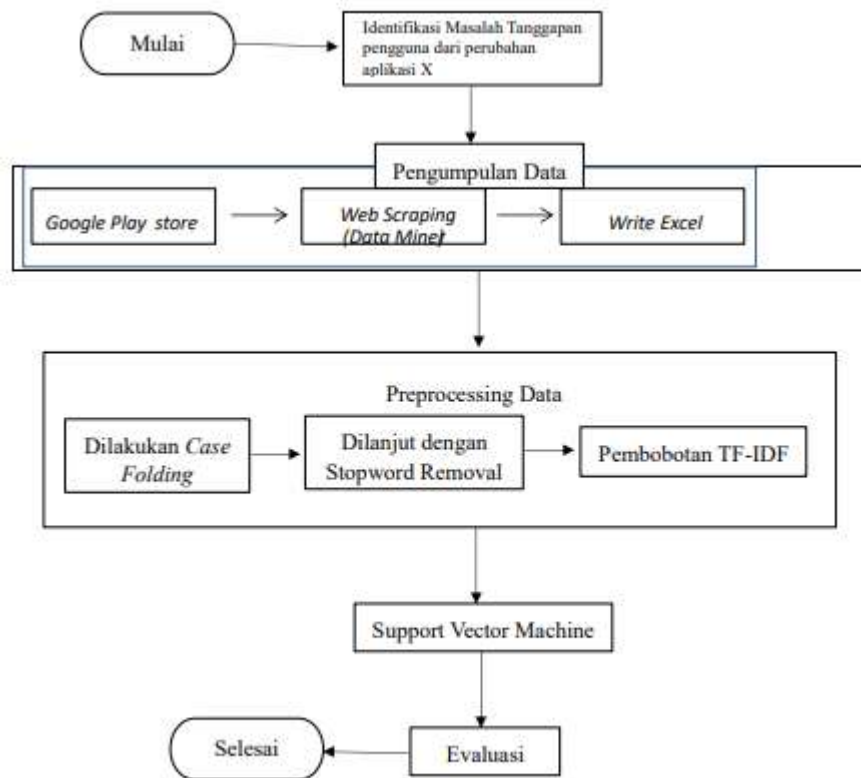 Mulai
Identifikasi Masalah Tanggapan
pengguna dari perubahan
aplikasi X
Pengumpulan Data
Google Play store
Web Scraping
(Data Miner)
Write Excel
Preprocessing Data
Dilakukan Case
Folding
Dilanjut dengan
Stopword Removal
Pembobotan TF-IDF
Support Vector Machine
Evaluasi
Selesai